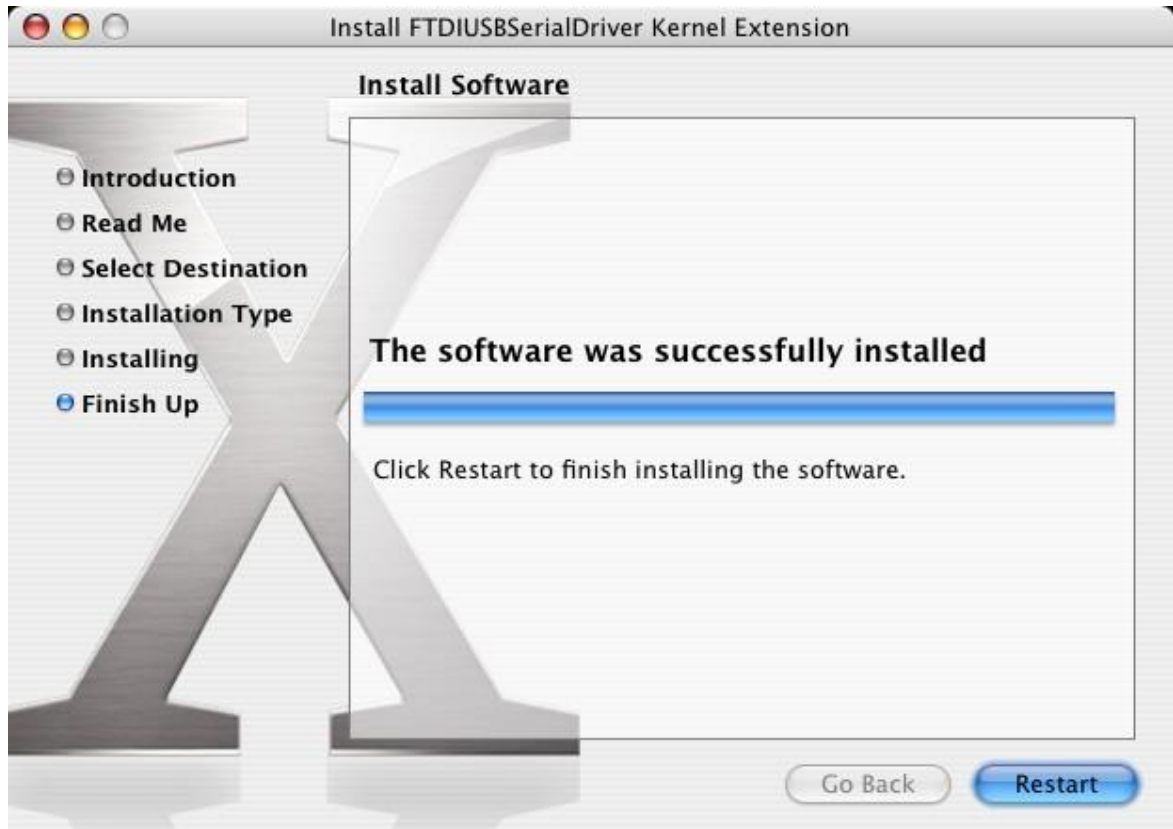 Install FTDIUSBSerialDriver Kernel Extension
Install Software
Introduction
Read Me
Select Destination
Installation Type
Installing
Finish Up
The software was successfully installed
Click Restart to finish installing the software.
Go Back
Restart